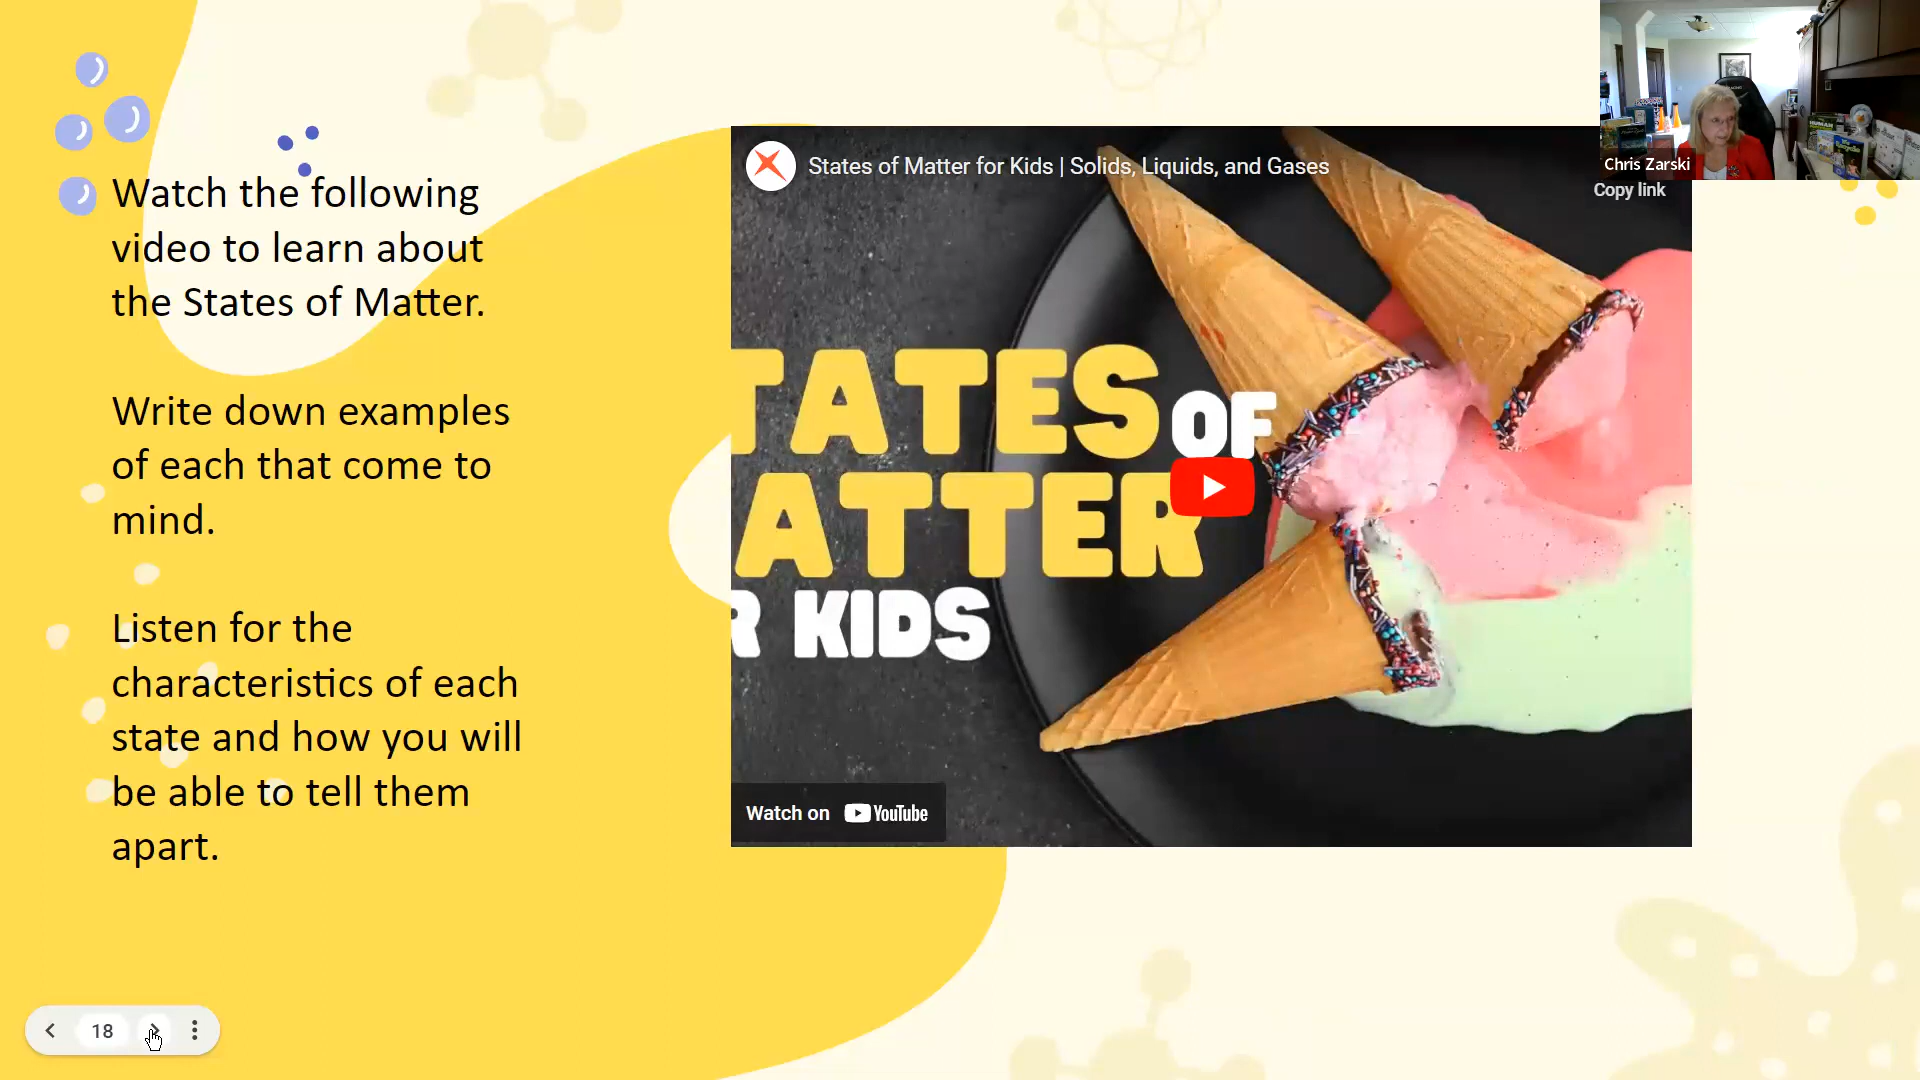 Watch the following
video to learn about
the States of Matter.
Write down examples
of each that come to
mind.
Listen for the
characteristics of each
state and how you will
be able to tell them
apart.
States of Matter for Kids | Solids, Liquids, and Gases
Copy link
TATES OF
ATTER
R KIDS
Watch on YouTube
Chris Zarski
18